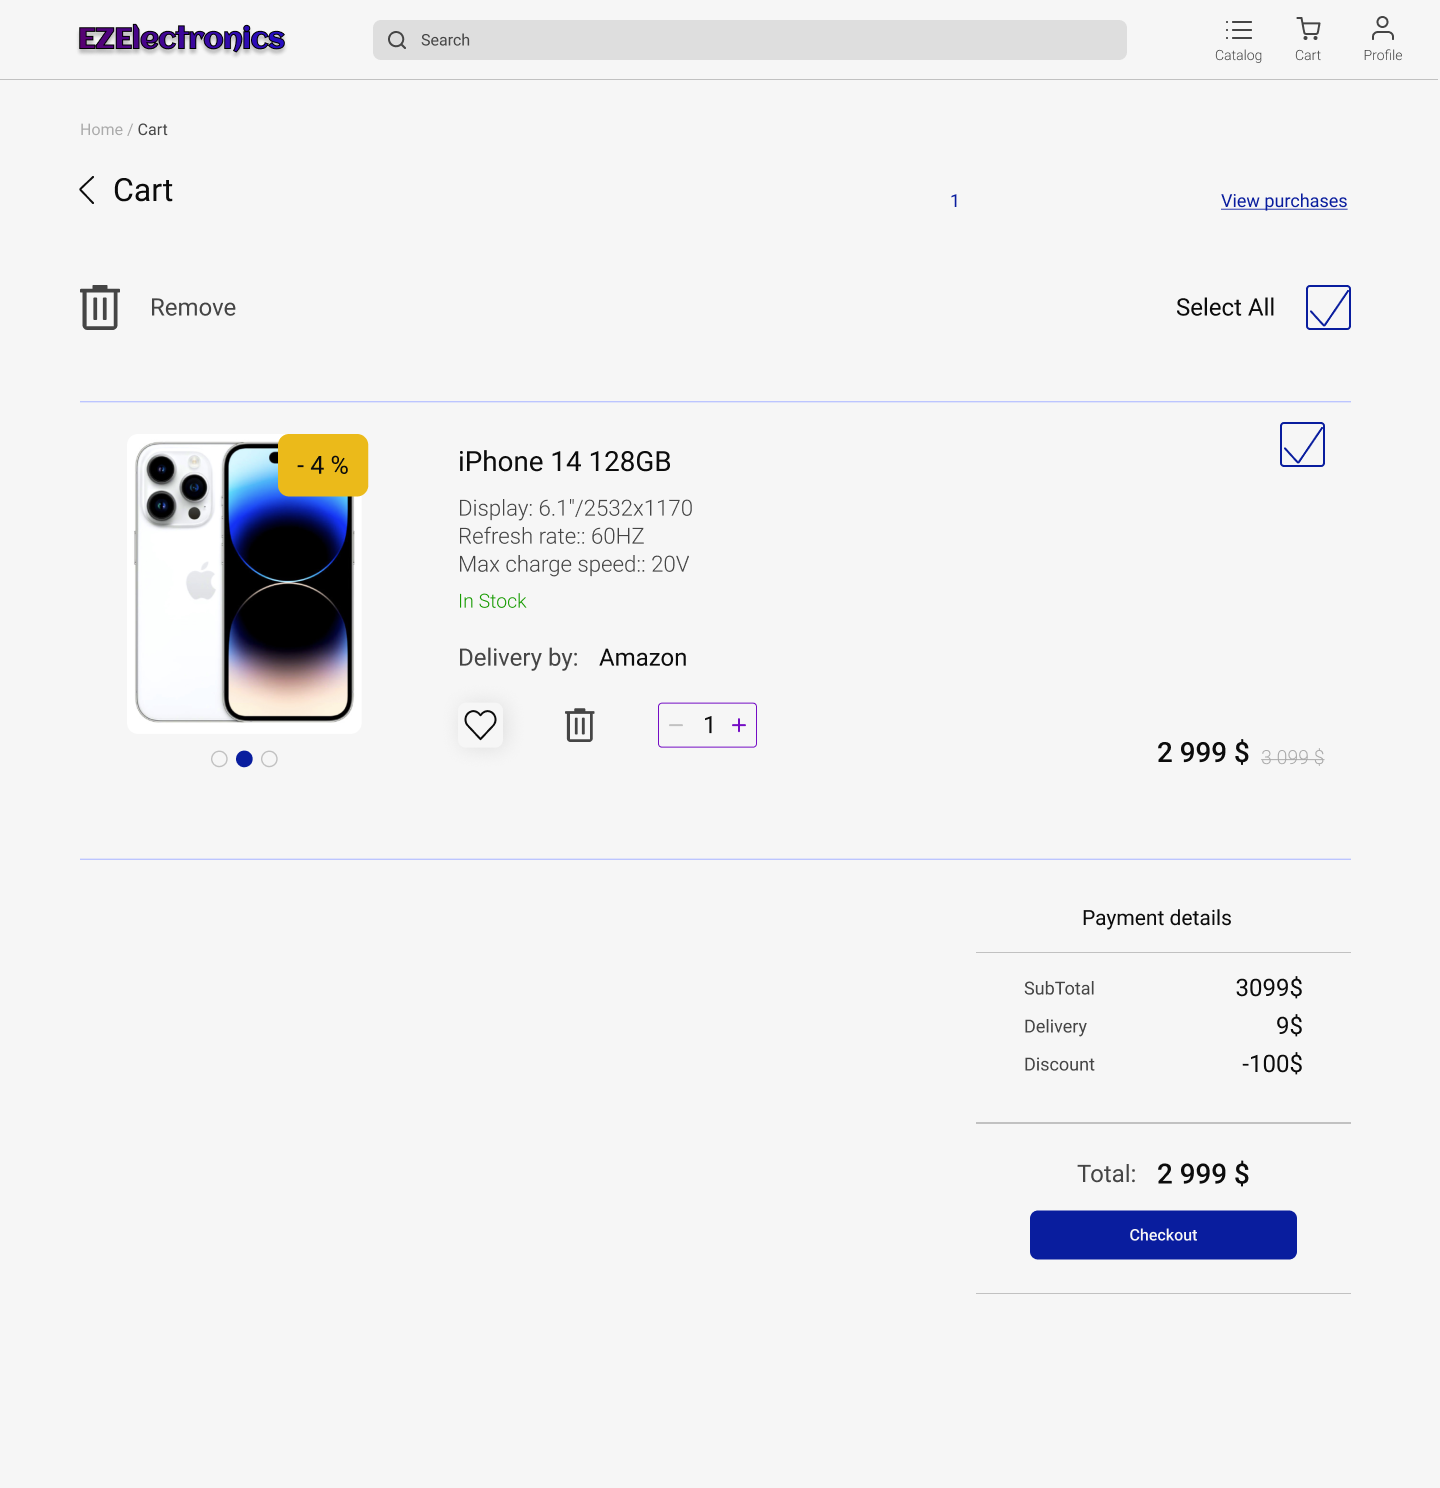 EZElectronics
Search
Catalog
Cart
Profile
Home / Cart
Cart
1
View purchases
Remove
Select All
- 4 %
iPhone 14 128GB
Display: 6.1"/2532x1170
Refresh rate:: 60HZ
Max charge speed:: 20V
In Stock
Delivery by: Amazon
1
2 999 $ 3 099 $
Payment details
SubTotal 3099$
Delivery 9$
Discount -100$
Total: 2 999 $
Checkout